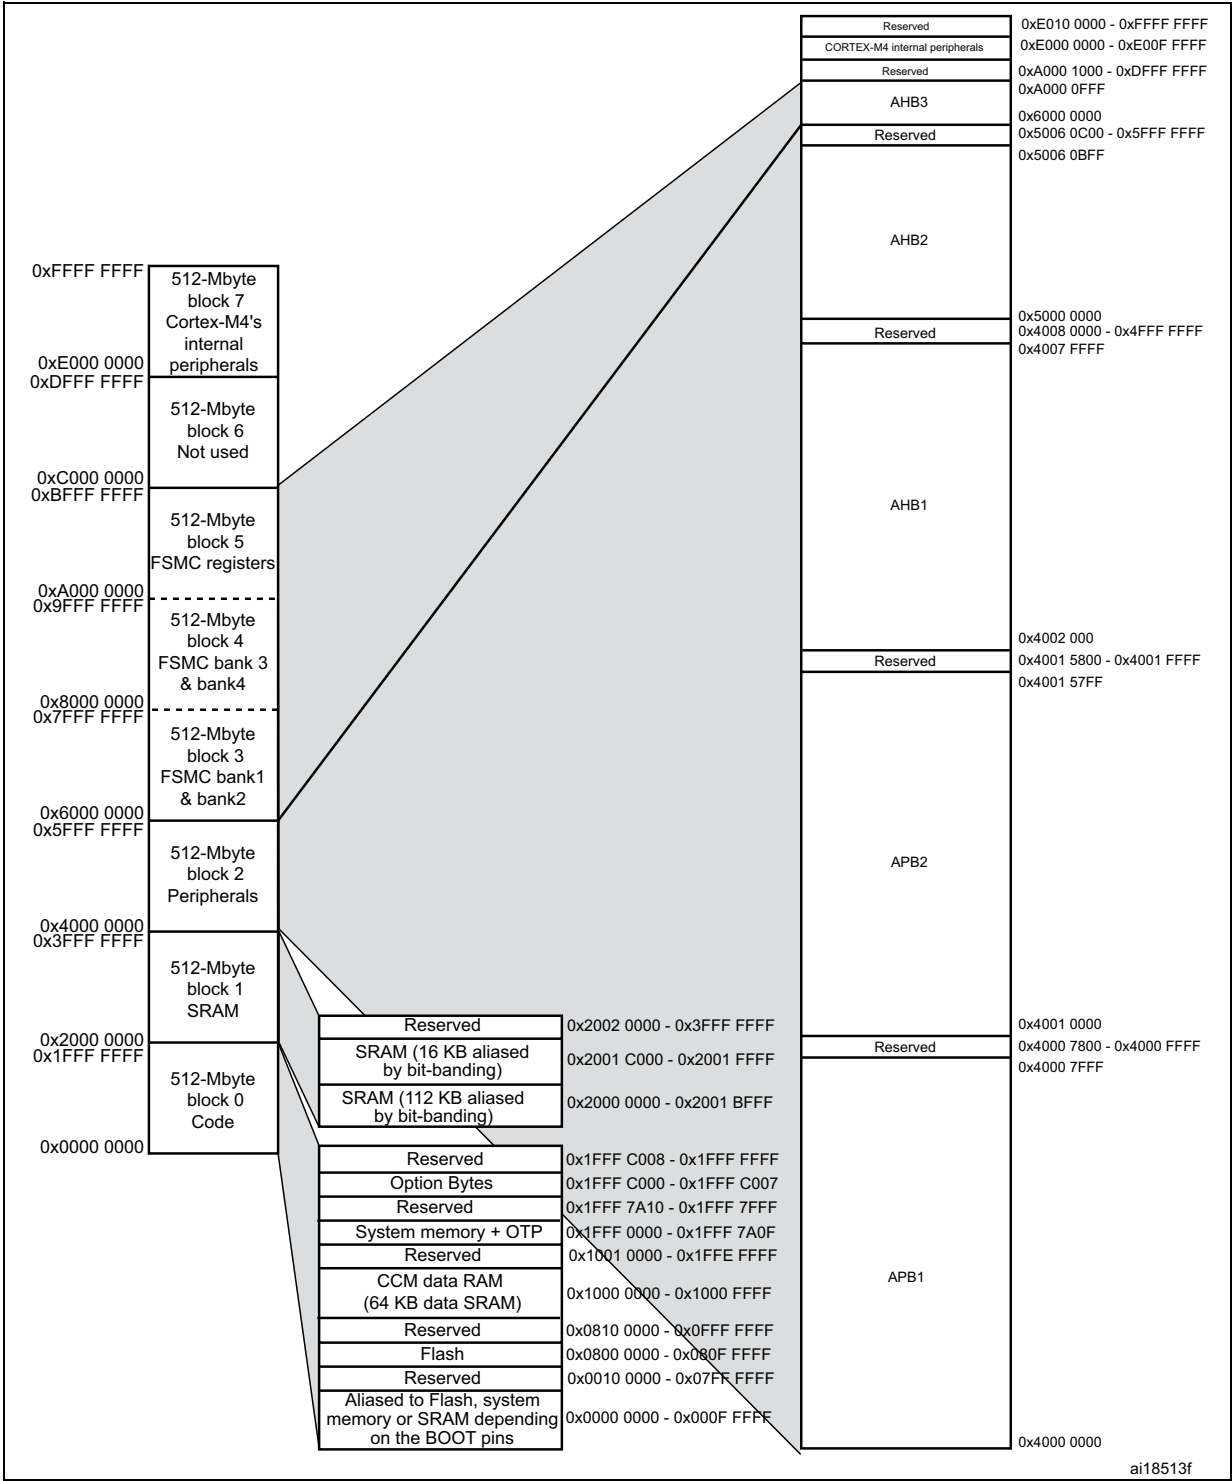 0xFFFF FFFF
512-Mbyte
block 7
Cortex-M4's
internal
peripherals
0xE000 0000
0xDFFF FFFF
512-Mbyte
block 6
Not used
0xC000 0000
0xBFFF FFFF
512-Mbyte
block 5
FSMC registers
0xA000 0000
0x9FFF FFFF
512-Mbyte
block 4
FSMC bank 3
& bank4
0x8000 0000
0x7FFF FFFF
512-Mbyte
block 3
FSMC bank1
& bank2
0x6000 0000
0x5FFF FFFF
512-Mbyte
block 2
Peripherals
0x4000 0000
0x3FFF FFFF
512-Mbyte
block 1
SRAM
0x2000 0000
0x1FFF FFFF
512-Mbyte
block 0
Code
0x0000 0000
Reserved 0x2002 0000 - 0x3FFF FFFF
SRAM (16 KB aliased
by bit-banding)
0x2001 C000 - 0x2001 FFFF
SRAM (112 KB aliased
by bit-banding)
0x2000 0000 - 0x2001 BFFF
Reserved 0x1FFF C008 - 0x1FFF FFFF
Option Bytes 0x1FFF C000 - 0x1FFF C007
Reserved 0x1FFF 7A10 - 0x1FFF 7FFF
System memory + OTP 0x1FFF 0000 - 0x1FFF 7A0F
Reserved 0x1001 0000 - 0x1FFE FFFF
CCM data RAM
(64 KB data SRAM)
0x1000 0000 - 0x1000 FFFF
Reserved 0x0810 0000 - 0x0FFF FFFF
Flash 0x0800 0000 - 0x080F FFFF
Reserved 0x0010 0000 - 0x07FF FFFF
Aliased to Flash, system
memory or SRAM depending
on the BOOT pins
0x0000 0000 - 0x000F FFFF
Reserved 0xE010 0000 - 0xFFFF FFFF
CORTEX-M4 internal peripherals 0xE000 0000 - 0xE00F FFFF
Reserved 0xA000 1000 - 0xDFFF FFFF
0xA000 0FFF
AHB3
0x6000 0000
Reserved 0x5006 0C00 - 0x5FFF FFFF
0x5006 0BFF
AHB2
0x5000 0000
Reserved 0x4008 0000 - 0x4FFF FFFF
0x4007 FFFF
AHB1
0x4002 000
Reserved 0x4001 5800 - 0x4001 FFFF
0x4001 57FF
APB2
0x4001 0000
Reserved 0x4000 7800 - 0x4000 FFFF
0x4000 7FFF
APB1
0x4000 0000
ai18513f